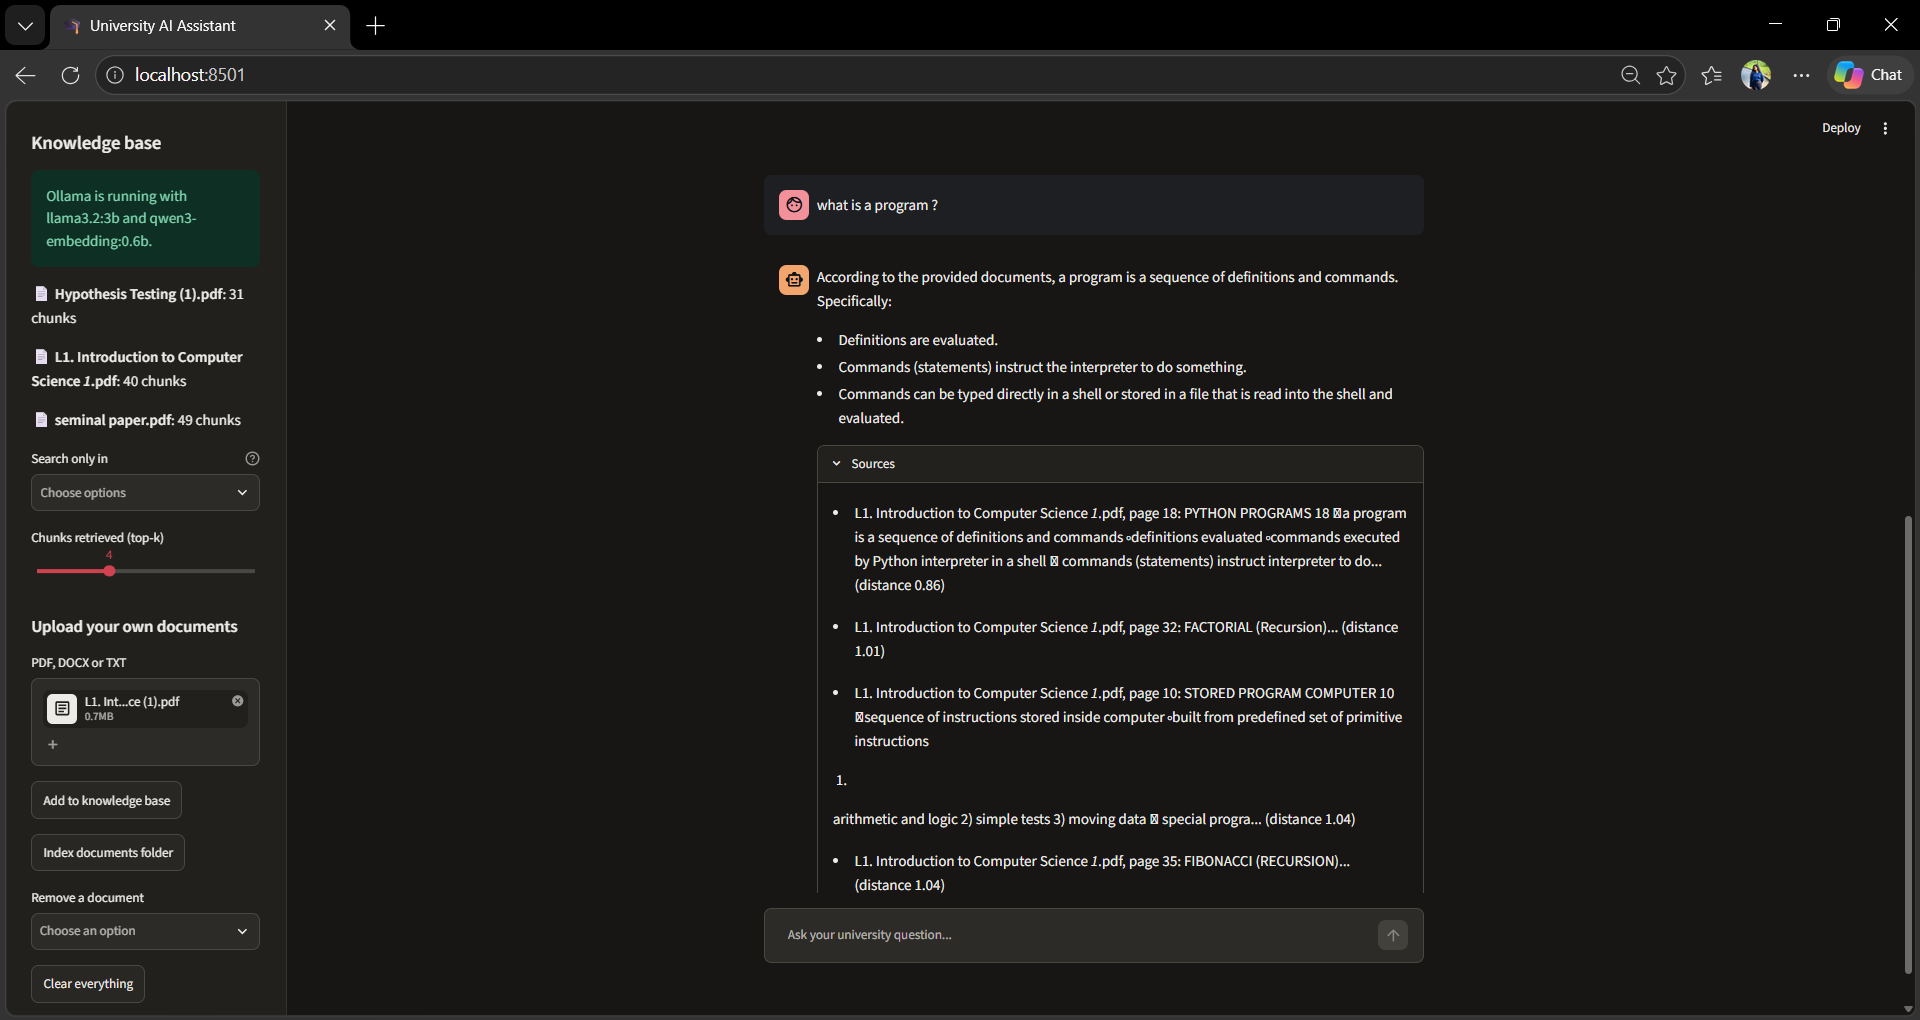 University AI Assistant
localhost:8501
Chat
Deploy
Knowledge base
Ollama is running with
llama3.2:3b and qwen3-
embedding:0.6b.
Hypothesis Testing (1).pdf: 31
chunks
L1. Introduction to Computer
Science 1.pdf: 40 chunks
seminal paper.pdf: 49 chunks
Search only in
Choose options
Chunks retrieved (top-k)
4
Upload your own documents
PDF, DOCX or TXT
L1. Int...ce (1).pdf
0.7MB
Add to knowledge base
Index documents folder
Remove a document
Choose an option
Clear everything
what is a program ?
According to the provided documents, a program is a sequence of definitions and commands.
Specifically:
• Definitions are evaluated.
• Commands (statements) instruct the interpreter to do something.
• Commands can be typed directly in a shell or stored in a file that is read into the shell and
evaluated.
Sources
• L1. Introduction to Computer Science 1.pdf, page 18: PYTHON PROGRAMS 18 a program
is a sequence of definitions and commands ◦definitions evaluated ◦commands executed
by Python interpreter in a shell commands (statements) instruct interpreter to do...
(distance 0.86)
• L1. Introduction to Computer Science 1.pdf, page 32: FACTORIAL (Recursion)... (distance
1.01)
• L1. Introduction to Computer Science 1.pdf, page 10: STORED PROGRAM COMPUTER 10
sequence of instructions stored inside computer ◦built from predefined set of primitive
instructions
1.
arithmetic and logic 2) simple tests 3) moving data special progra... (distance 1.04)
• L1. Introduction to Computer Science 1.pdf, page 35: FIBONACCI (RECURSION)...
(distance 1.04)
Ask your university question...